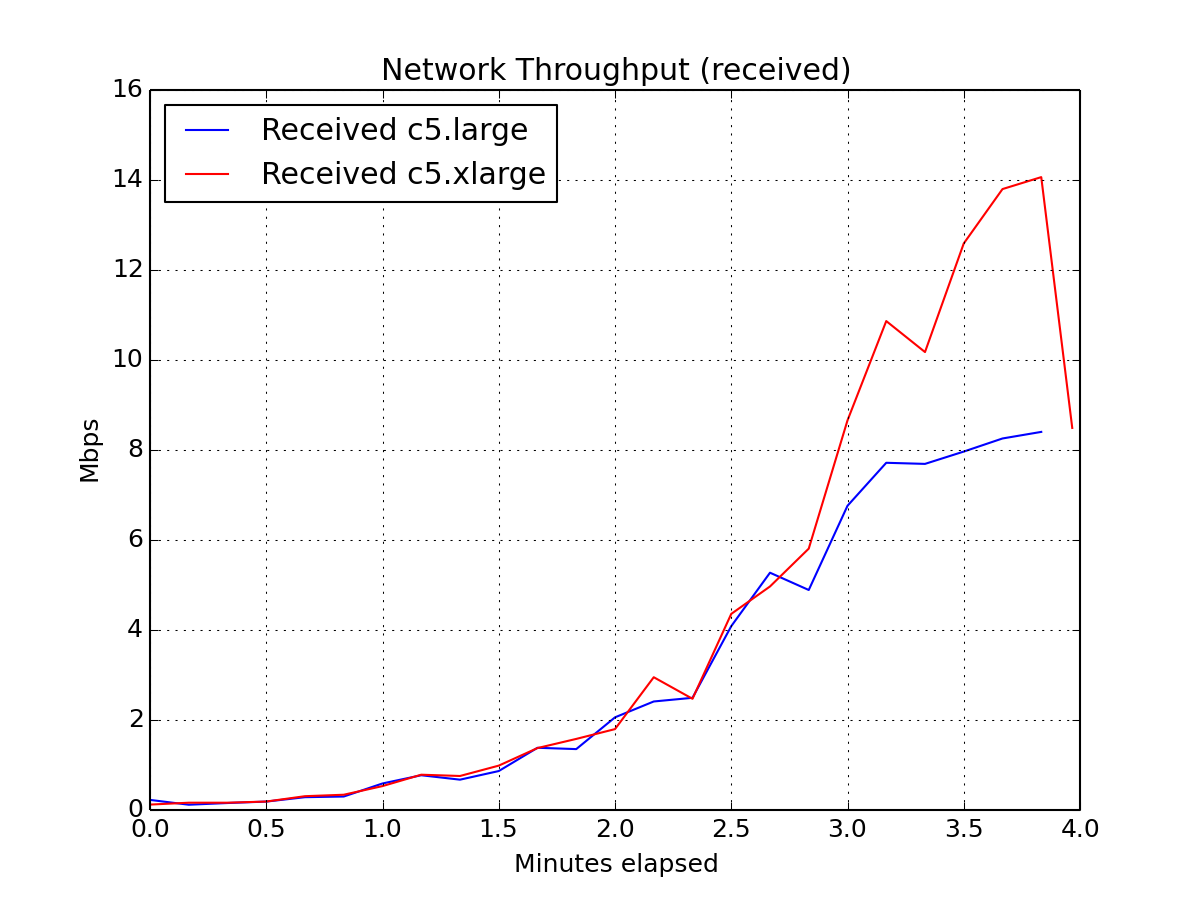 Network Throughput (received)
Received c5.large
Received c5.xlarge
16
14
12
10
8
6
4
2
0
Mbps
0.0 0.5 1.0 1.5 2.0 2.5 3.0 3.5 4.0
Minutes elapsed